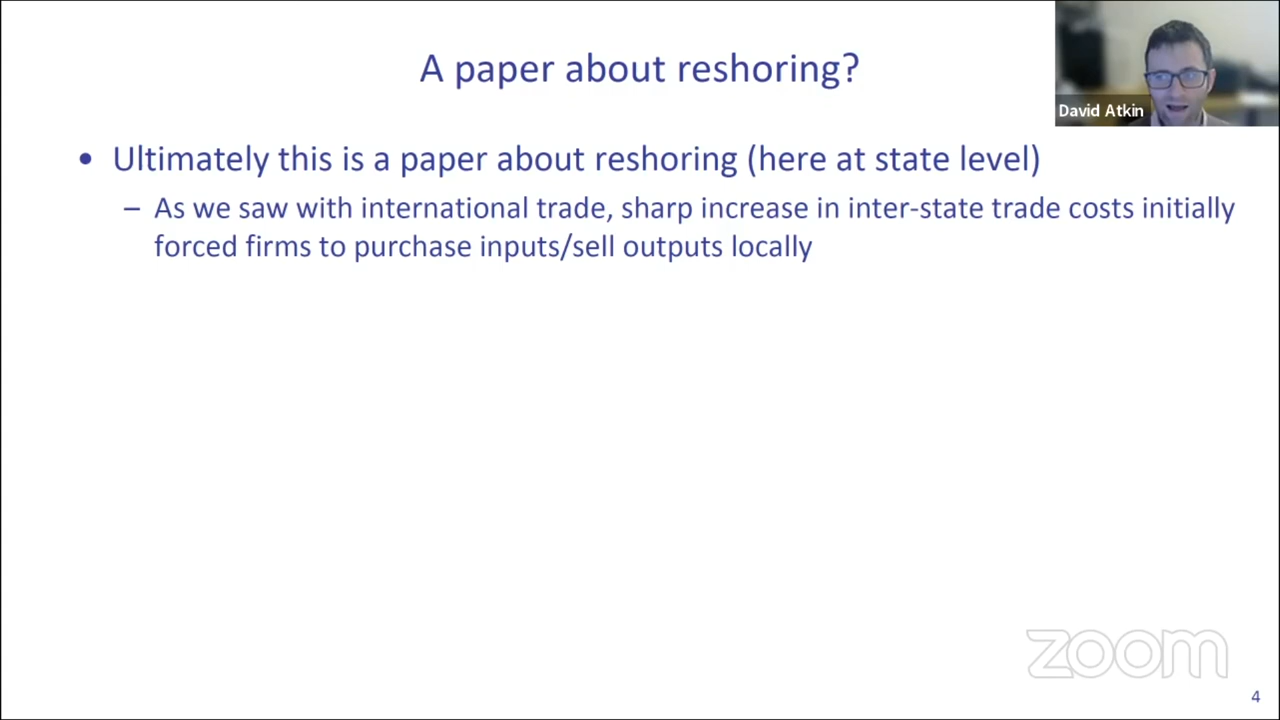 A paper about reshoring?
David Atkin
• Ultimately this is a paper about reshoring (here at state level)
– As we saw with international trade, sharp increase in inter-state trade costs initially
forced firms to purchase inputs/sell outputs locally
zoom
4